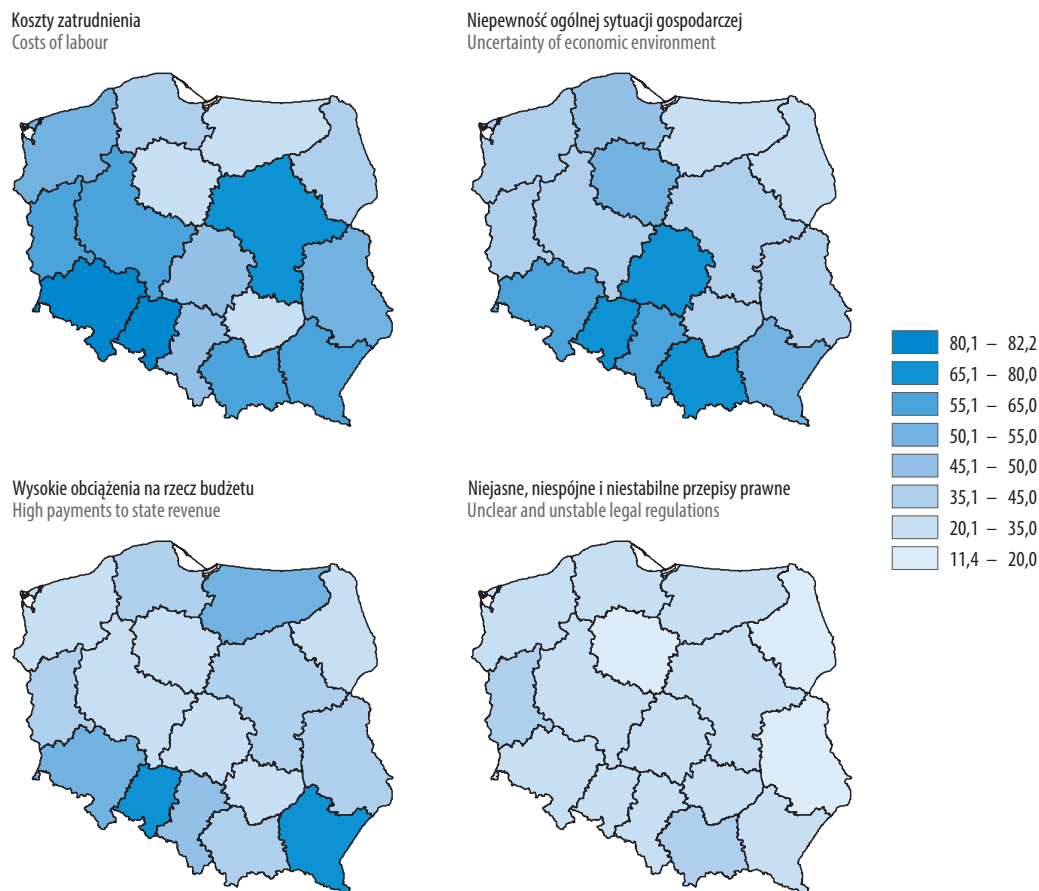 Koszty zatrudnienia
Costs of labour
Niepewność ogólnej sytuacji gospodarczej
Uncertainty of economic environment
80,1 – 82,2
65,1 – 80,0
55,1 – 65,0
50,1 – 55,0
45,1 – 50,0
35,1 – 45,0
20,1 – 35,0
11,4 – 20,0
Wysokie obciążenia na rzecz budżetu
High payments to state revenue
Niejasne, niespójne i niestabilne przepisy prawne
Unclear and unstable legal regulations